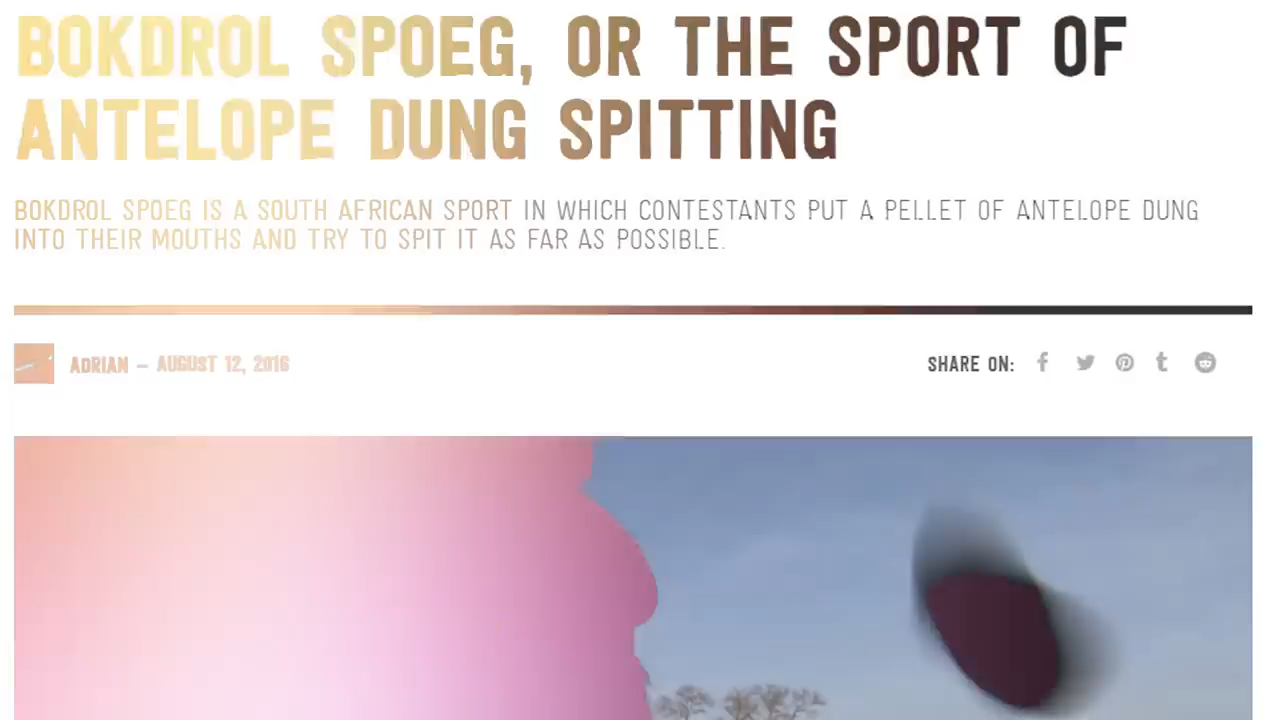 BOKDROL SPOEG, OR THE SPORT OF
ANTELOPE DUNG SPITTING
BOKDROL SPOEG IS A SOUTH AFRICAN SPORT IN WHICH CONTESTANTS PUT A PELLET OF ANTELOPE DUNG
INTO THEIR MOUTHS AND TRY TO SPIT IT AS FAR AS POSSIBLE.
ADRIAN – AUGUST 12, 2016
SHARE ON: